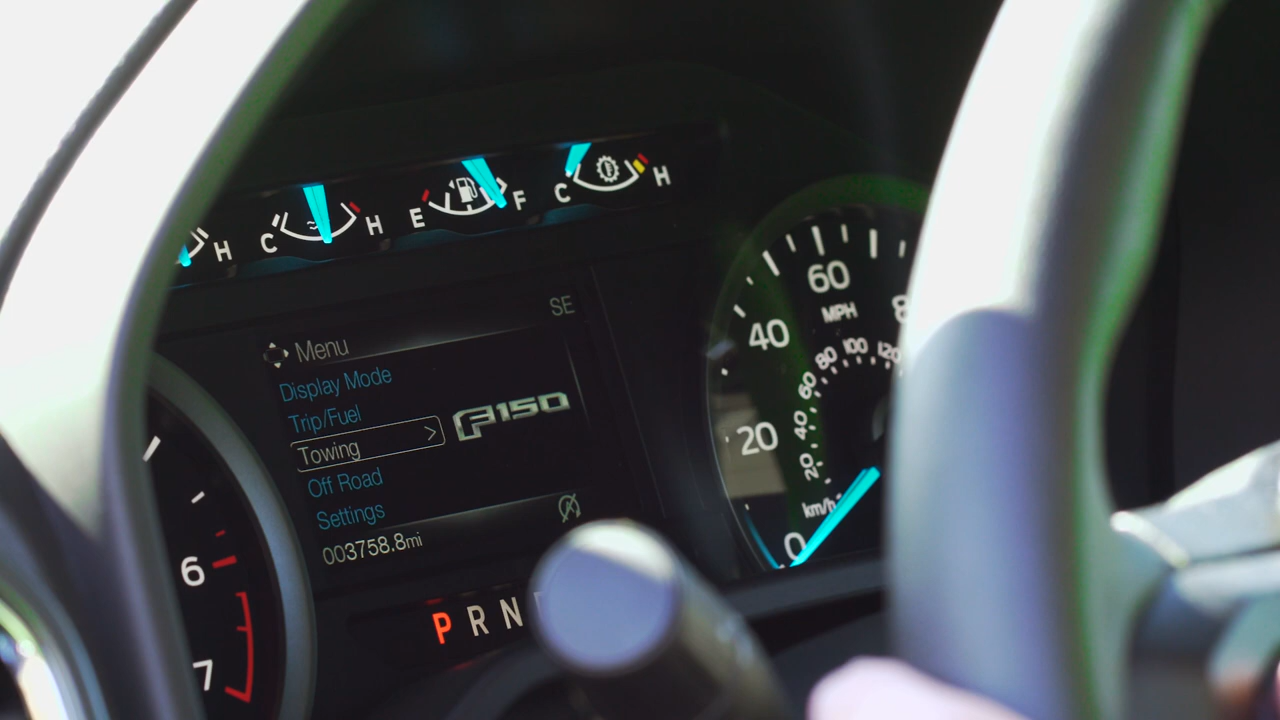 H
C H
E F
C H
SE
Menu
Display Mode
Trip/Fuel
Towing >
Off Road
Settings
003758.8mi
F150
P R N
6
7
0
20
40
60
MPH
20
40
60
80
100
120
km/h